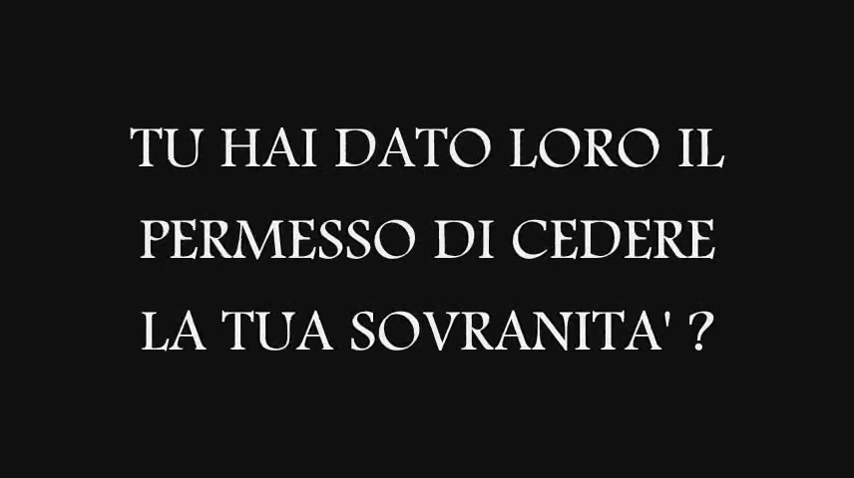 TU HAI DATO LORO IL
PERMESSO DI CEDERE
LA TUA SOVRANITA' ?